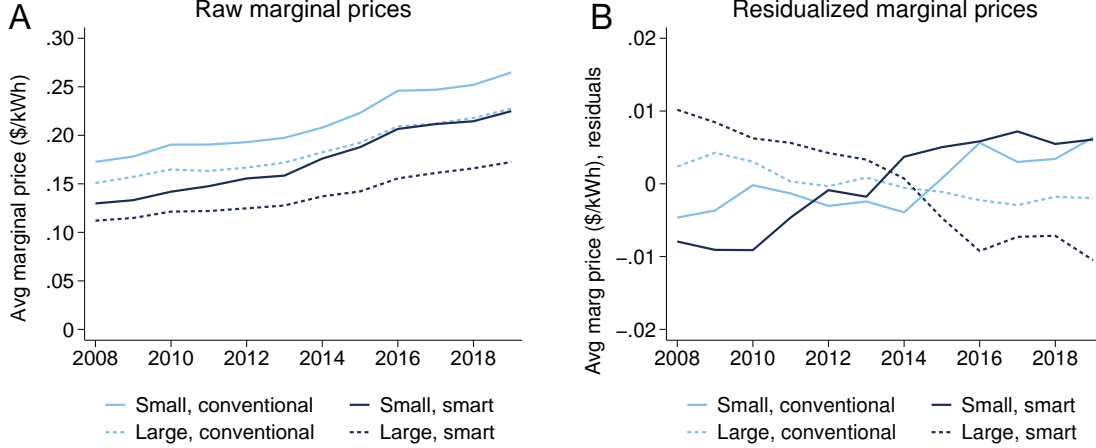 A
Raw marginal prices
Avg marginal price ($/kWh)
.30
.25
.20
.15
.10
.05
0
2008 2010 2012 2014 2016 2018
Small, conventional Small, smart
Large, conventional Large, smart
B
Residualized marginal prices
Avg marg price ($/kWh), residuals
.02
.01
0
−.01
−.02
2008 2010 2012 2014 2016 2018
Small, conventional Small, smart
Large, conventional Large, smart